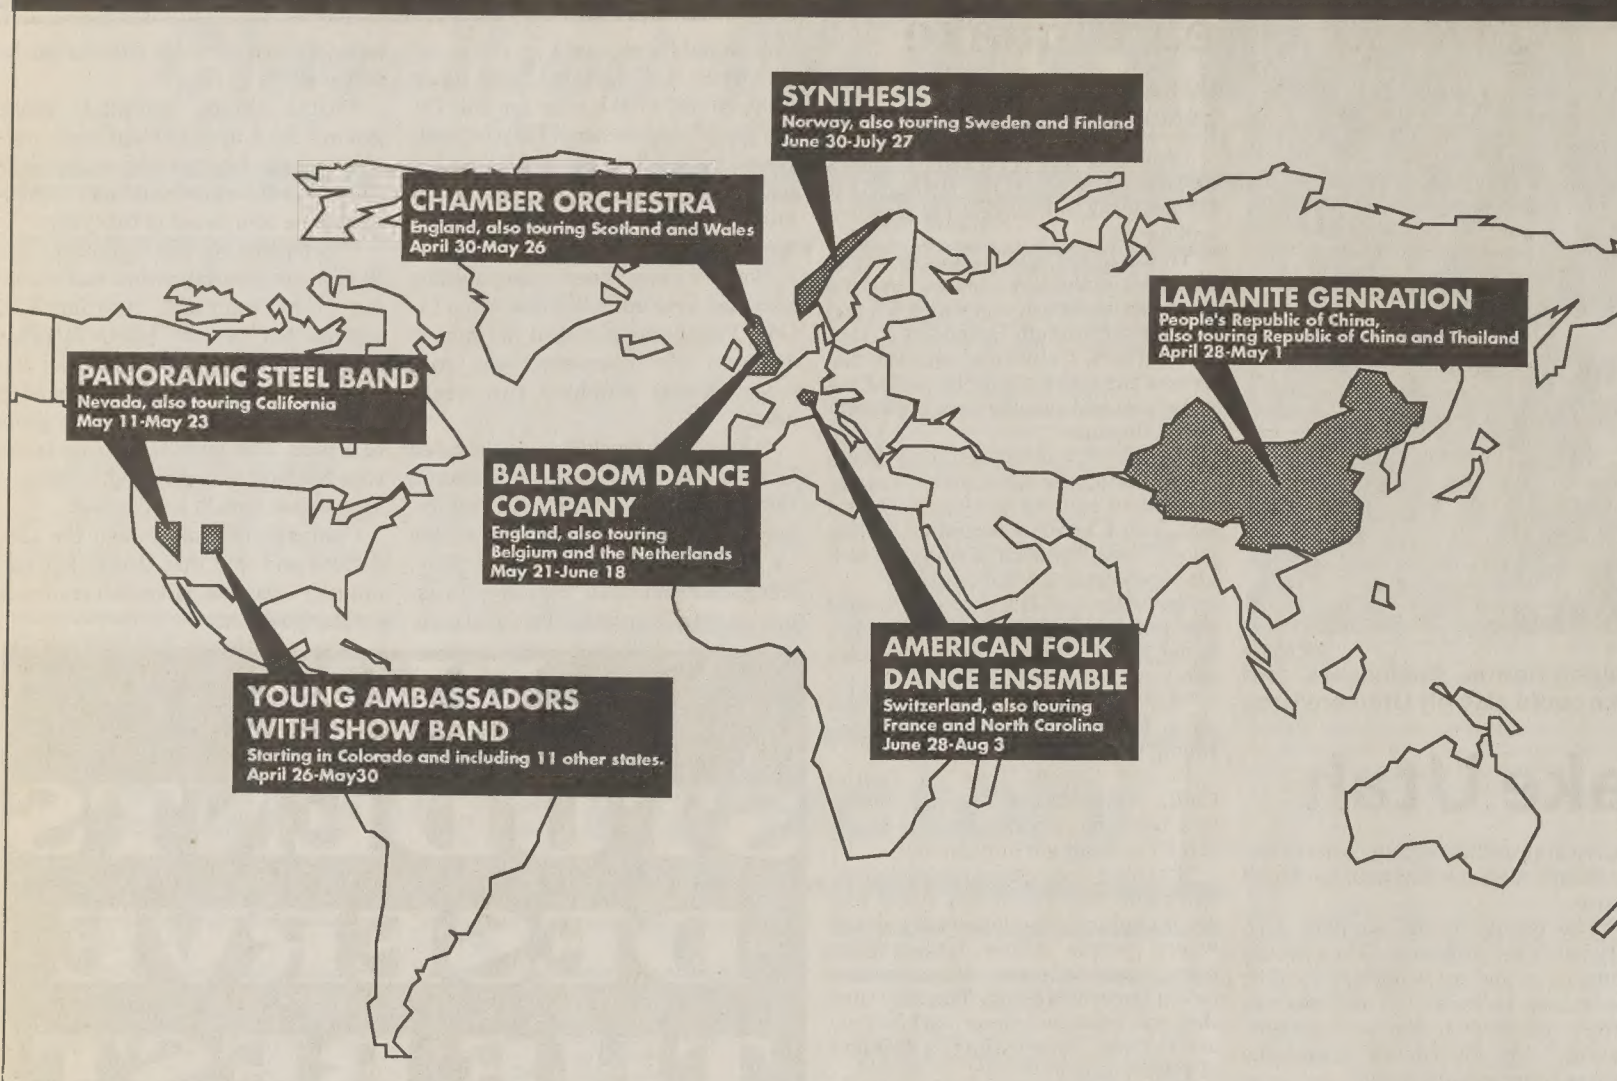 SYNTHESIS
Norway, also touring Sweden and Finland
June 30-July 27
CHAMBER ORCHESTRA
England, also touring Scotland and Wales
April 30-May 26
LAMANITE GENRATION
People's Republic of China,
also touring Republic of China and Thailand
April 28-May 1
PANORAMIC STEEL BAND
Nevada, also touring California
May 11-May 23
BALLROOM DANCE
COMPANY
England, also touring
Belgium and the Netherlands
May 21-June 18
AMERICAN FOLK
DANCE ENSEMBLE
Switzerland, also touring
France and North Carolina
June 28-Aug 3
YOUNG AMBASSADORS
WITH SHOW BAND
Starting in Colorado and including 11 other states.
April 26-May30